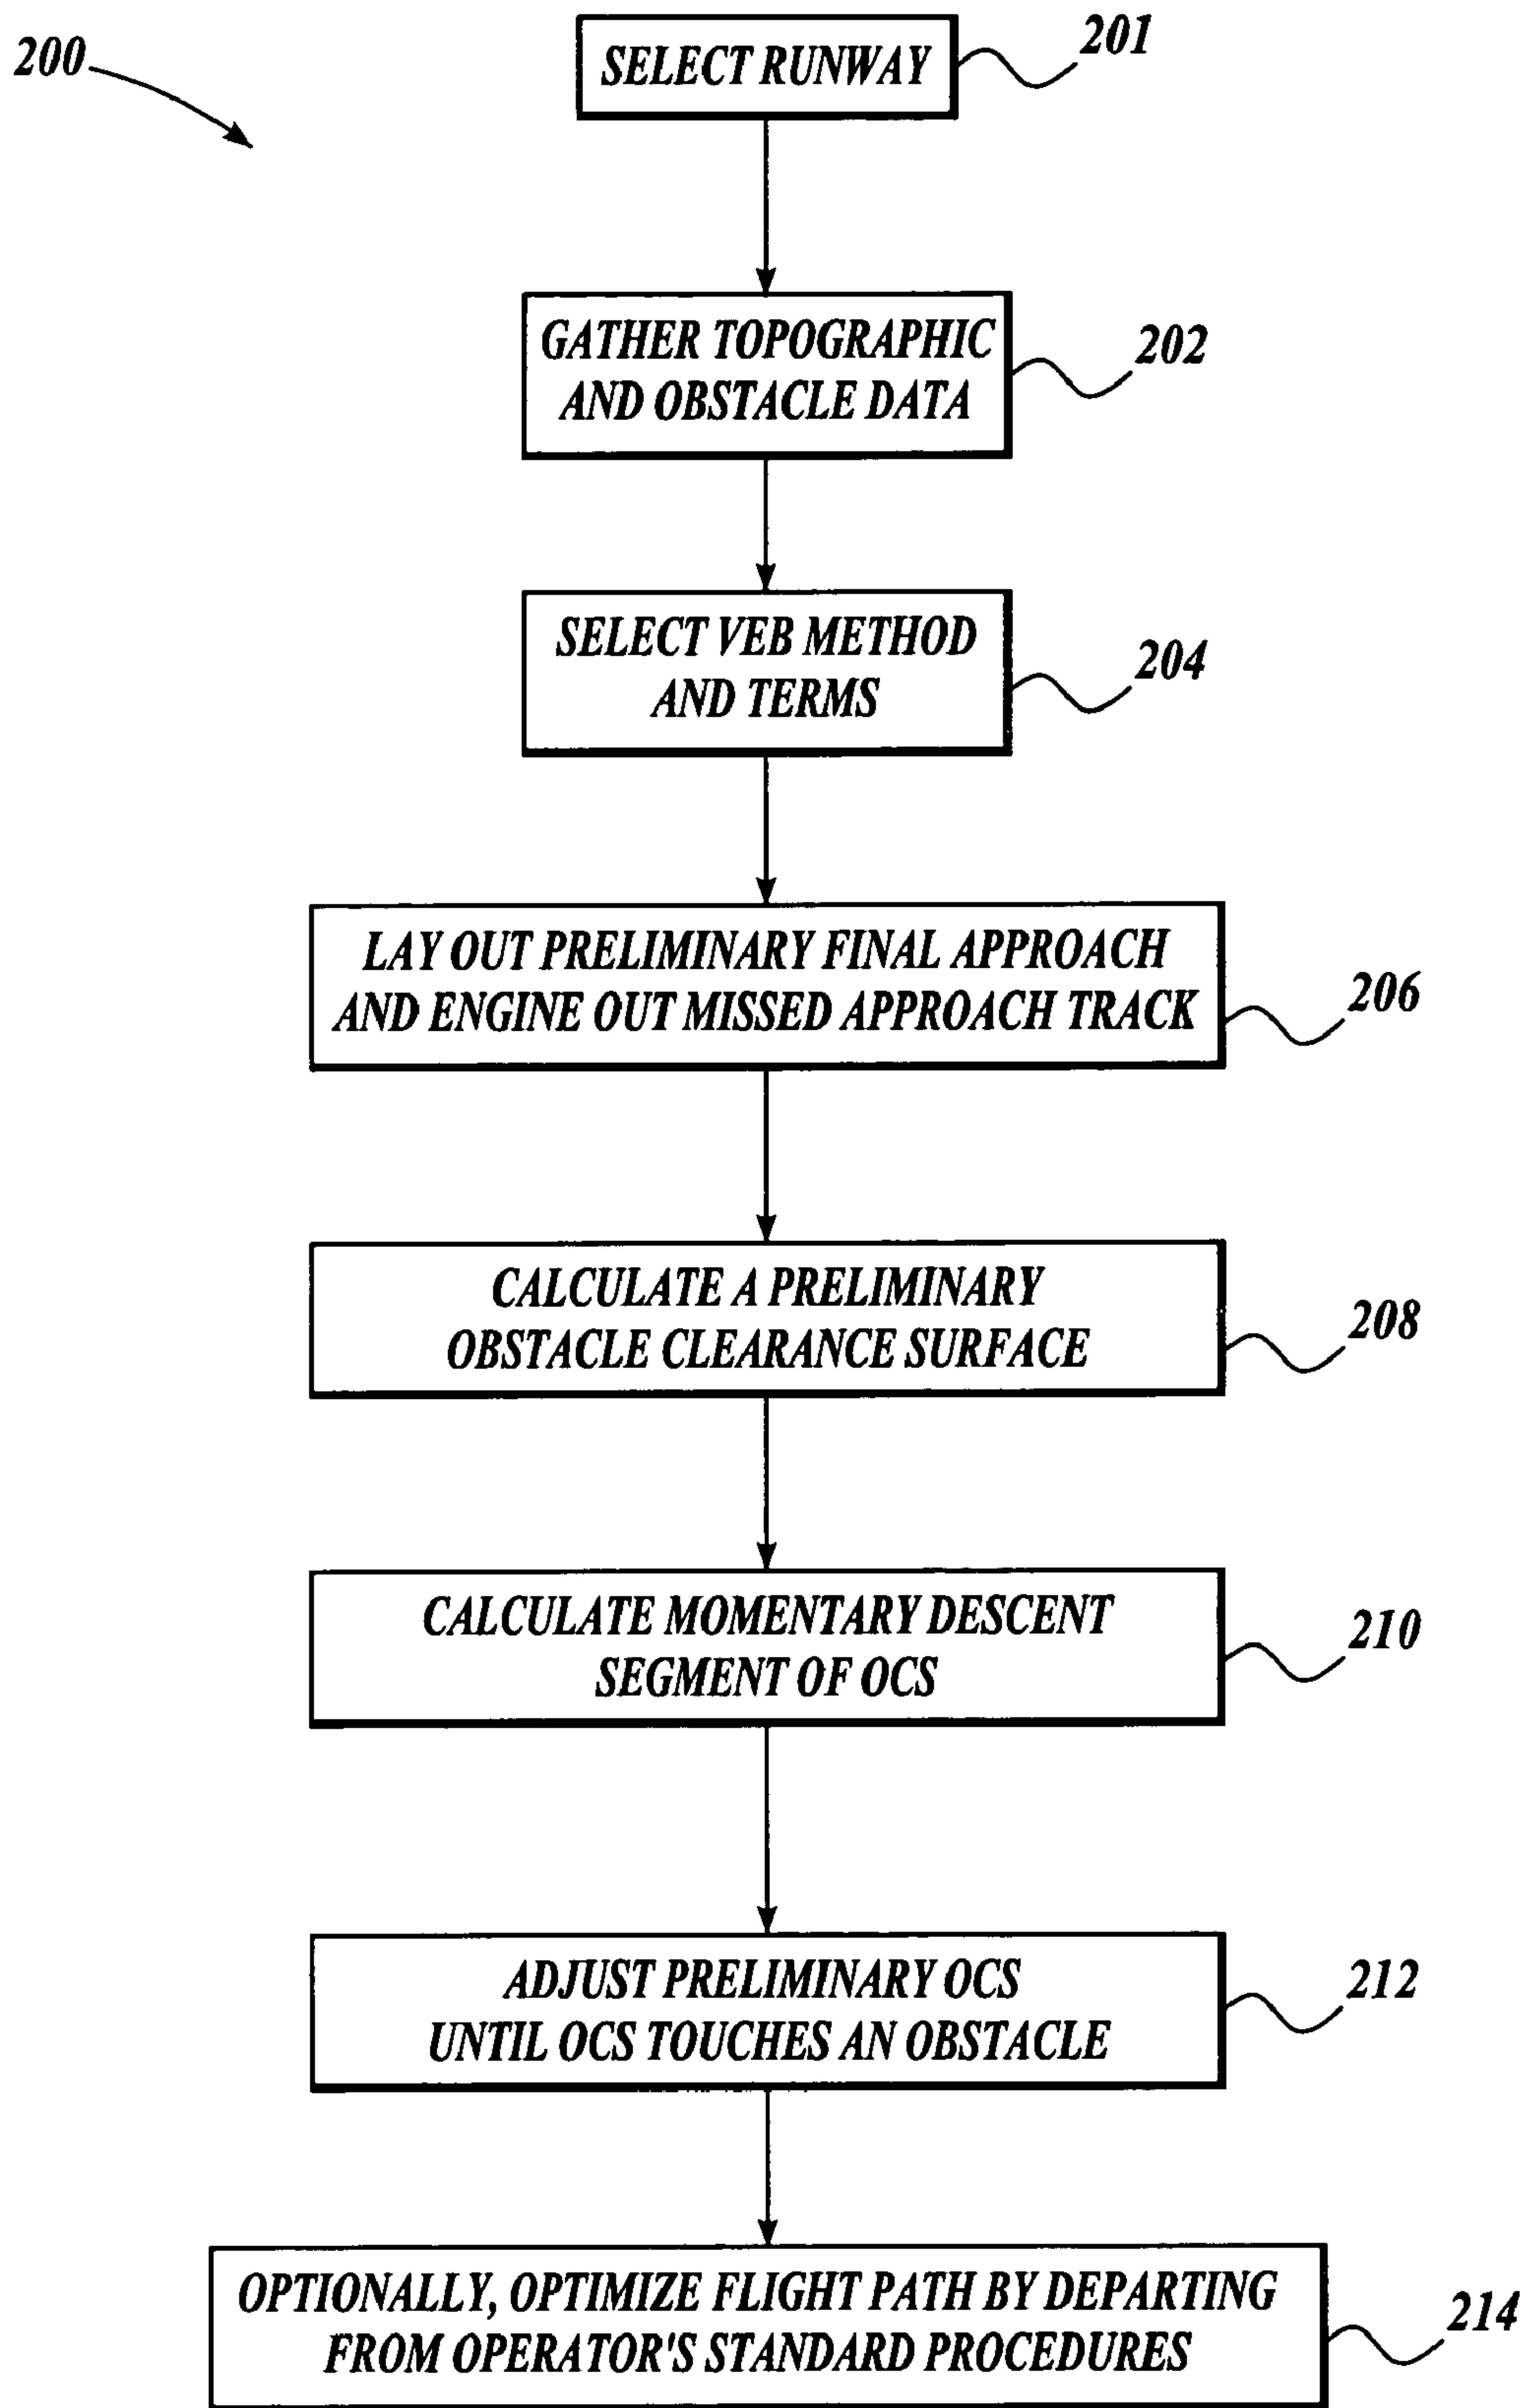 200
SELECT RUNWAY
201
GATHER TOPOGRAPHIC
AND OBSTACLE DATA
202
SELECT VEB METHOD
AND TERMS
204
LAY OUT PRELIMINARY FINAL APPROACH
AND ENGINE OUT MISSED APPROACH TRACK
206
CALCULATE A PRELIMINARY
OBSTACLE CLEARANCE SURFACE
208
CALCULATE MOMENTARY DESCENT
SEGMENT OF OCS
210
ADJUST PRELIMINARY OCS
UNTIL OCS TOUCHES AN OBSTACLE
212
OPTIONALLY, OPTIMIZE FLIGHT PATH BY DEPARTING
FROM OPERATOR'S STANDARD PROCEDURES
214